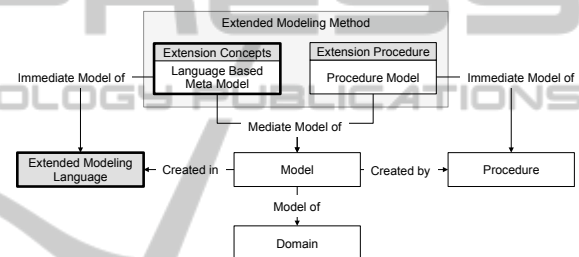 Extended Modeling Method
Extension Concepts
Extension Procedure
Immediate Model of
Language Based
Meta Model
Procedure Model
Immediate Model of
Mediate Model of
Extended Modeling
Language
Created in
Model
Created by
Procedure
Model of
Domain